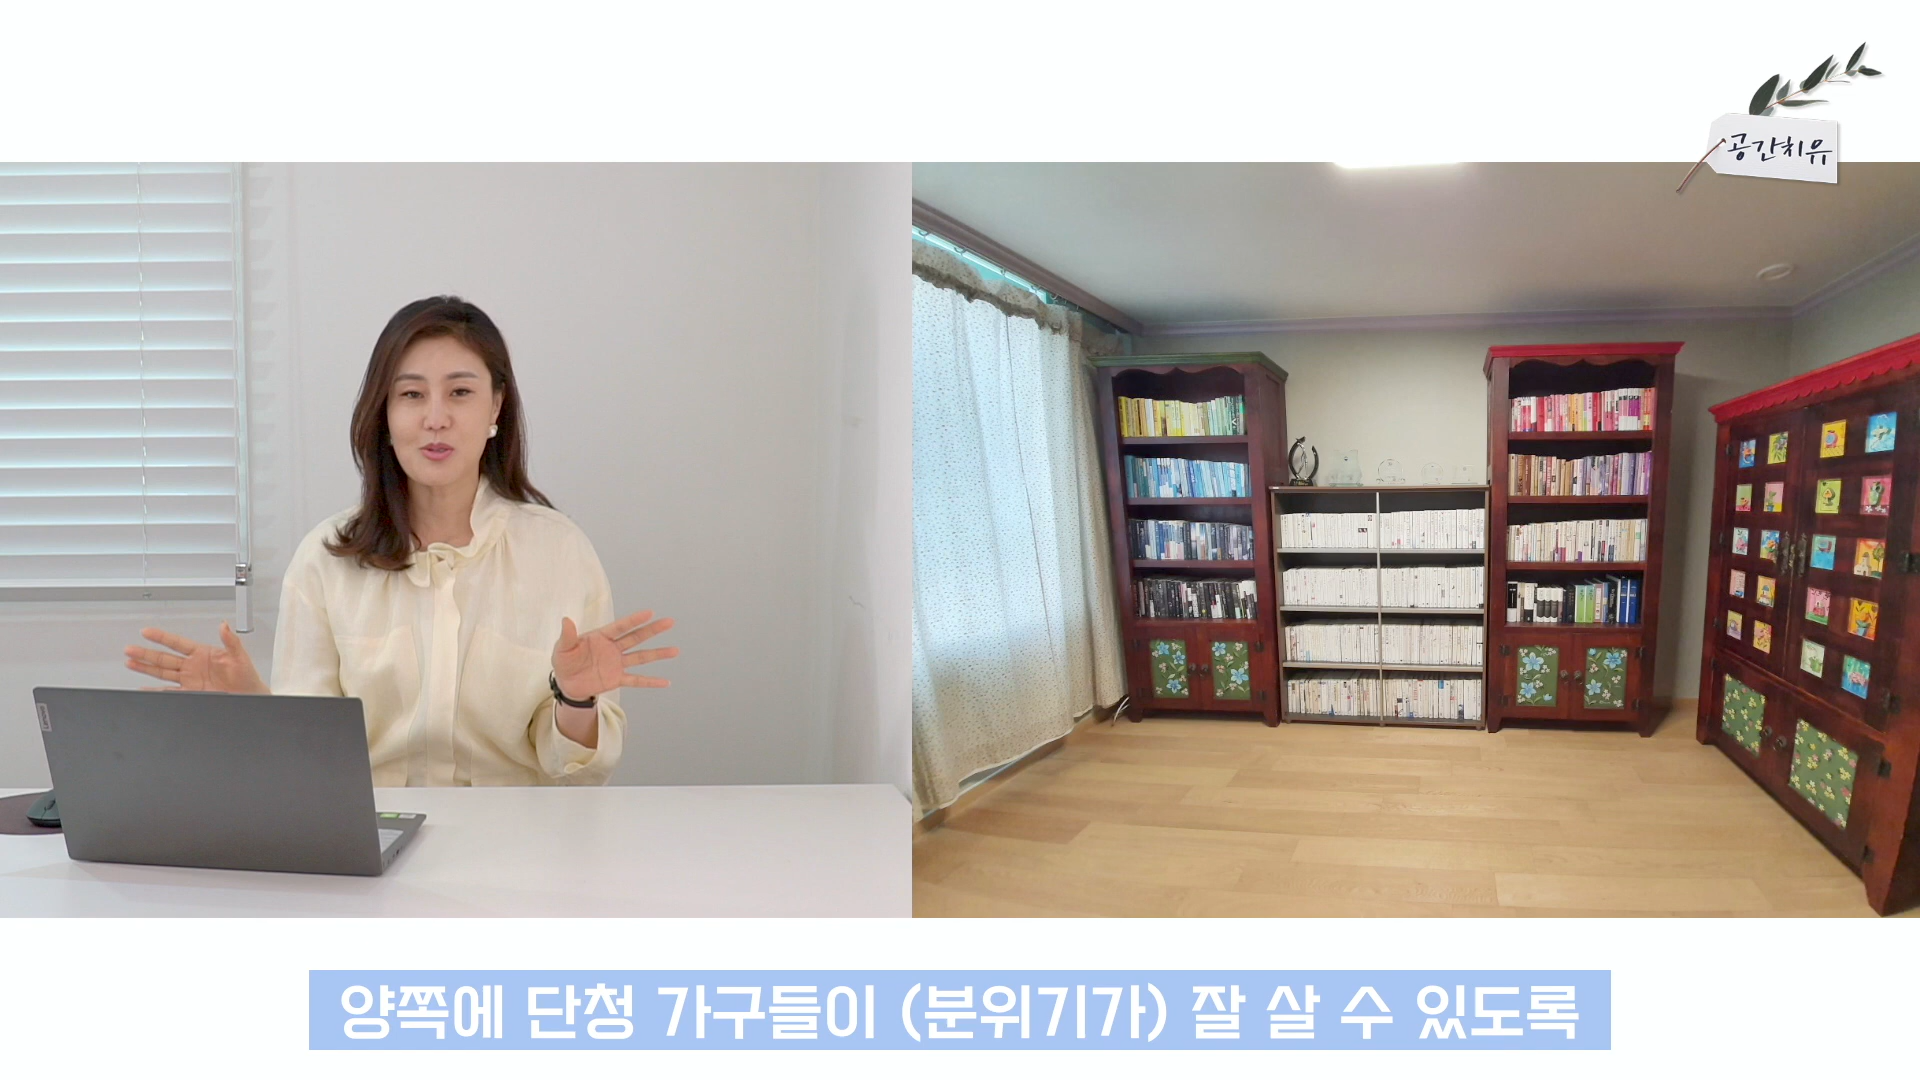 공간치유
양쪽에 단청 가구들이 (분위기가) 잘 살 수 있도록